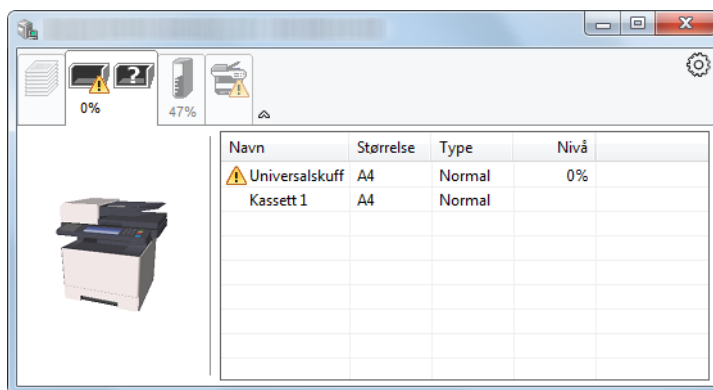 0%
47%
Navn Størrelse Type Nivå
Universalskuff A4 Normal 0%
Kassett 1 A4 Normal